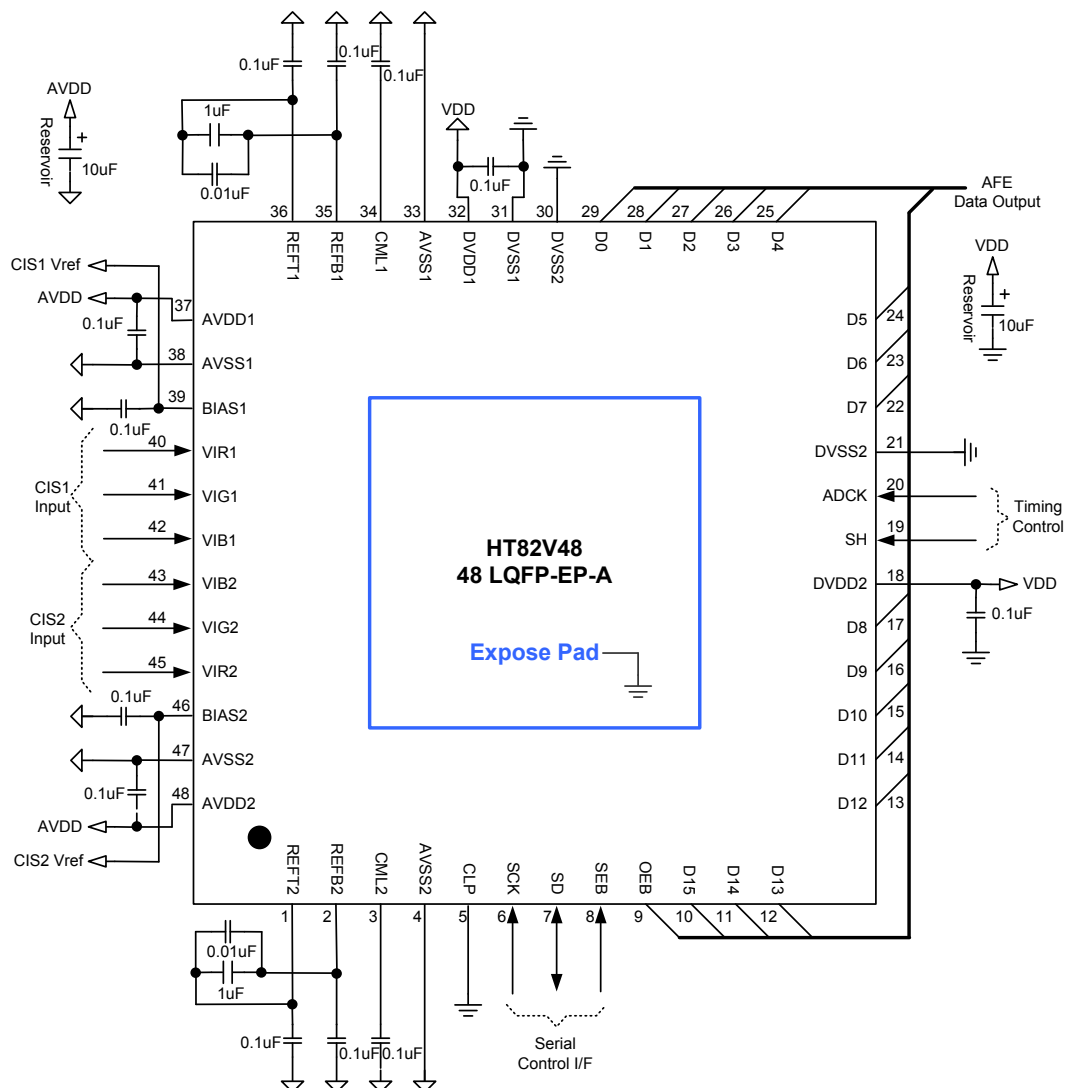 0.1uF
0.1uF
0.1uF
AVDD
Reservoir
+
10uF
1uF
0.01uF
VDD
0.1uF
36
35
34
33
32
31
30
29
28
27
26
25
AFE
Data Output
REFT1
REFB1
CML1
AVSS1
DVDD1
DVSS1
DVSS2
D0
D1
D2
D3
D4
VDD
Reservoir
+
10uF
CIS1 Vref
AVDD
0.1uF
37
AVDD1
38
AVSS1
39
BIAS1
0.1uF
40
VIR1
CIS1
Input
41
VIG1
42
VIB1
43
VIB2
CIS2
Input
44
VIG2
45
VIR2
0.1uF
46
BIAS2
47
AVSS2
0.1uF
48
AVDD2
AVDD
CIS2 Vref
HT82V48
48 LQFP-EP-A
Expose Pad
D5
24
D6
23
D7
22
DVSS2
21
ADCK
20
SH
19
Timing
Control
DVDD2
18
VDD
0.1uF
D8
17
D9
16
D10
15
D11
14
D12
13
REFT2
REFB2
CML2
AVSS2
CLP
SCK
SD
SEB
OEB
D15
D14
D13
1
2
3
4
5
6
7
8
9
10
11
12
0.01uF
1uF
0.1uF
0.1uF
0.1uF
Serial
Control I/F